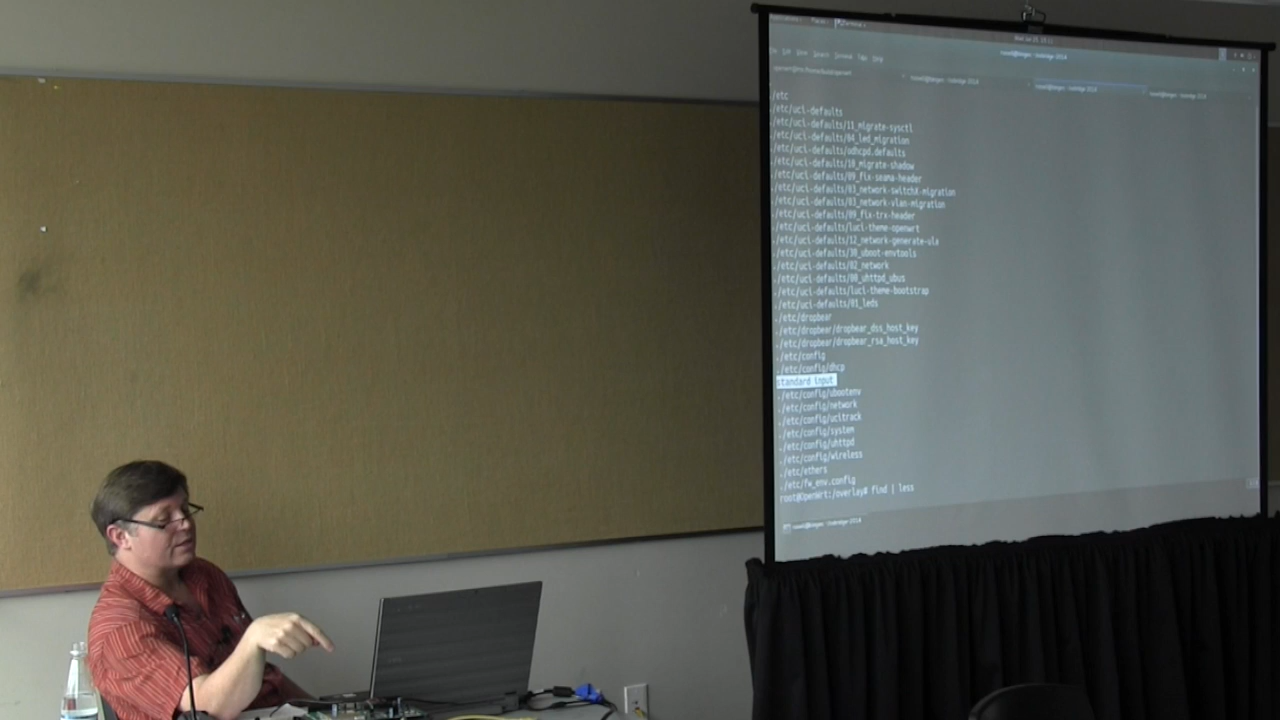 /etc
./etc/uci-defaults
./etc/uci-defaults/11_migrate-sysctl
./etc/uci-defaults/04_led_migration
./etc/uci-defaults/odhcpd.defaults
./etc/uci-defaults/10_migrate-shadow
./etc/uci-defaults/09_fix-seama-header
./etc/uci-defaults/03_network-switchX-migration
./etc/uci-defaults/03_network-vlan-migration
./etc/uci-defaults/09_fix-trx-header
./etc/uci-defaults/luci-theme-openwrt
./etc/uci-defaults/12_network-generate-ula
./etc/uci-defaults/30_uboot-envtools
./etc/uci-defaults/02_network
./etc/uci-defaults/00_uhttpd_ubus
./etc/uci-defaults/luci-theme-bootstrap
./etc/uci-defaults/01_leds
./etc/dropbear
./etc/dropbear/dropbear_dss_host_key
./etc/dropbear/dropbear_rsa_host_key
./etc/config
./etc/config/dhcp
standard input
./etc/config/ubootenv
./etc/config/network
./etc/config/ucitrack
./etc/config/system
./etc/config/uhttpd
./etc/config/wireless
./etc/ethers
./etc/fw_env.config
root@OpenWrt:/overlay# find | less